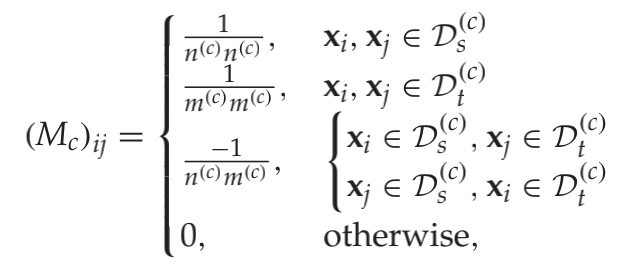 (M_c)_{ij} = \begin{cases} \frac{1}{n^{(c)}n^{(c)}}, & \mathbf{x}_i, \mathbf{x}_j \in \mathcal{D}_s^{(c)} \\
\frac{1}{m^{(c)}m^{(c)}}, & \mathbf{x}_i, \mathbf{x}_j \in \mathcal{D}_t^{(c)} \\
\frac{-1}{n^{(c)}m^{(c)}}, & \begin{cases} \mathbf{x}_i \in \mathcal{D}_s^{(c)}, \mathbf{x}_j \in \mathcal{D}_t^{(c)} \\
\mathbf{x}_j \in \mathcal{D}_s^{(c)}, \mathbf{x}_i \in \mathcal{D}_t^{(c)} \end{cases} \\
0, & \text{otherwise,} \end{cases}